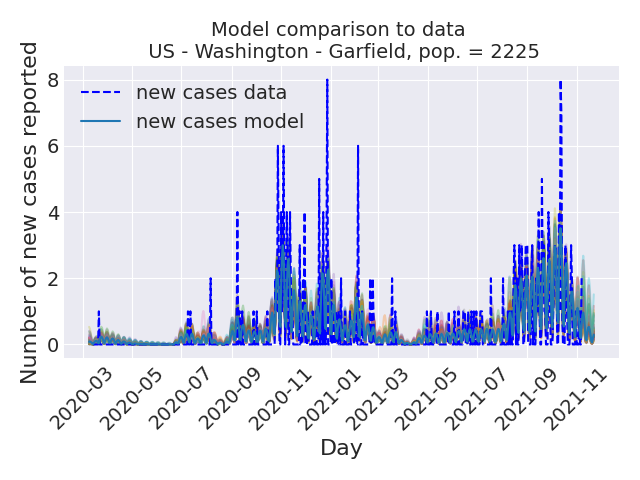 Model comparison to data
US - Washington - Garfield, pop. = 2225
Number of new cases reported
8
6
4
2
0
new cases data
new cases model
2020-03
2020-05
2020-07
2020-09
2020-11
2021-01
2021-03
2021-05
2021-07
2021-09
2021-11
Day